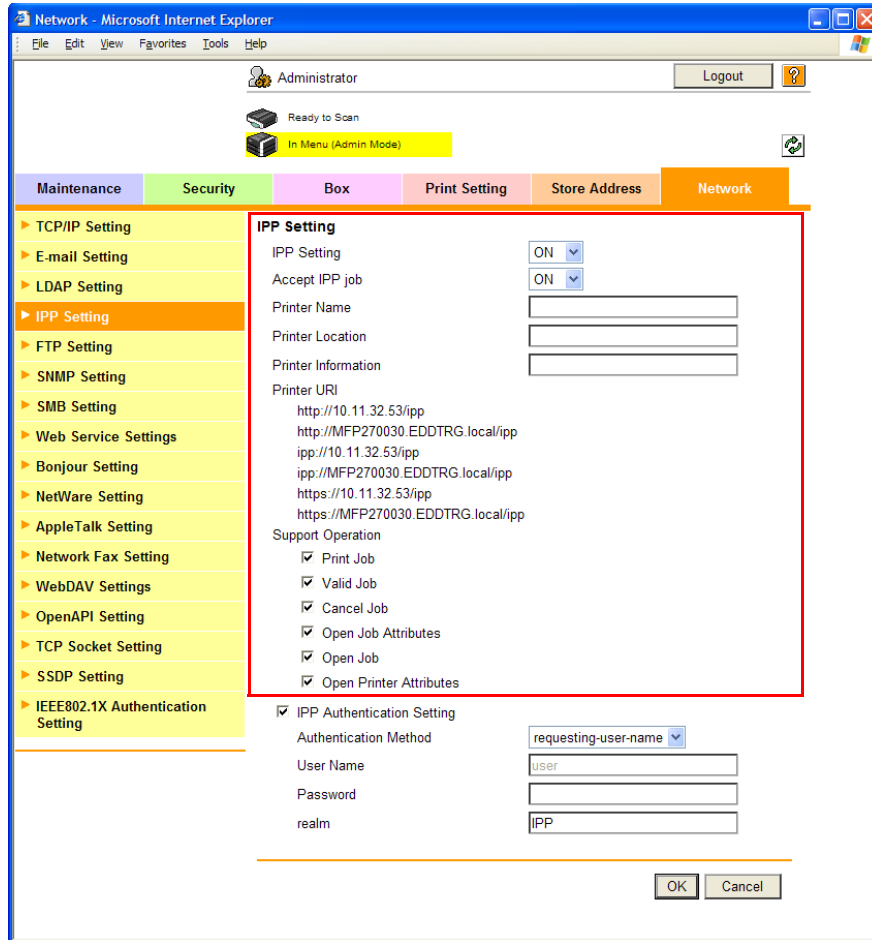 Network - Microsoft Internet Explorer
File Edit View Favorites Tools Help
Administrator Logout ?
Ready to Scan
In Menu (Admin Mode)
Maintenance Security Box Print Setting Store Address Network
TCP/IP Setting
E-mail Setting
LDAP Setting
IPP Setting
FTP Setting
SNMP Setting
SMB Setting
Web Service Settings
Bonjour Setting
NetWare Setting
AppleTalk Setting
Network Fax Setting
WebDAV Settings
OpenAPI Setting
TCP Socket Setting
SSDP Setting
IEEE802.1X Authentication
Setting
IPP Setting
IPP Setting ON
Accept IPP job ON
Printer Name
Printer Location
Printer Information
Printer URI
http://10.11.32.53/ipp
http://MFP270030.EDDTRG.local/ipp
ipp://10.11.32.53/ipp
ipp://MFP270030.EDDTRG.local/ipp
https://10.11.32.53/ipp
https://MFP270030.EDDTRG.local/ipp
Support Operation
Print Job
Valid Job
Cancel Job
Open Job Attributes
Open Job
Open Printer Attributes
IPP Authentication Setting
Authentication Method requesting-user-name
User Name user
Password
realm IPP
OK Cancel